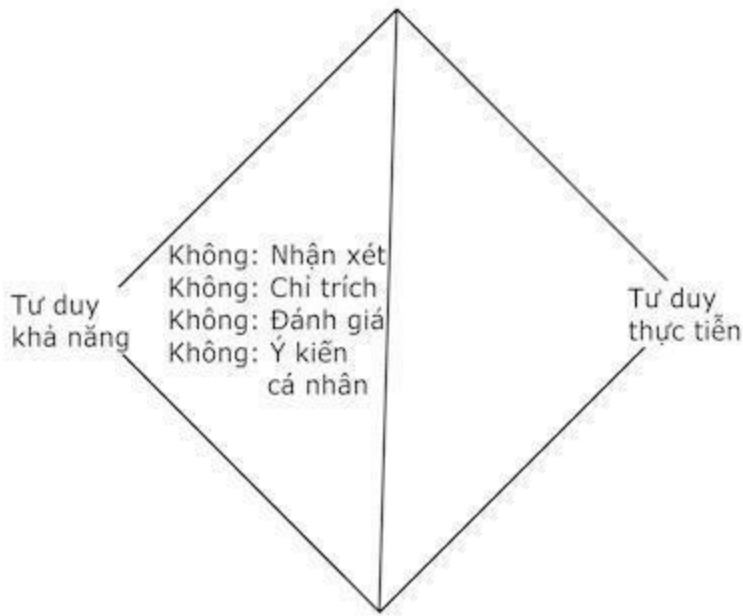 Không: Nhận xét
Không: Chỉ trích
Không: Đánh giá
Không: Ý kiến
cá nhân
Tư duy
khả năng
Tư duy
thực tiễn